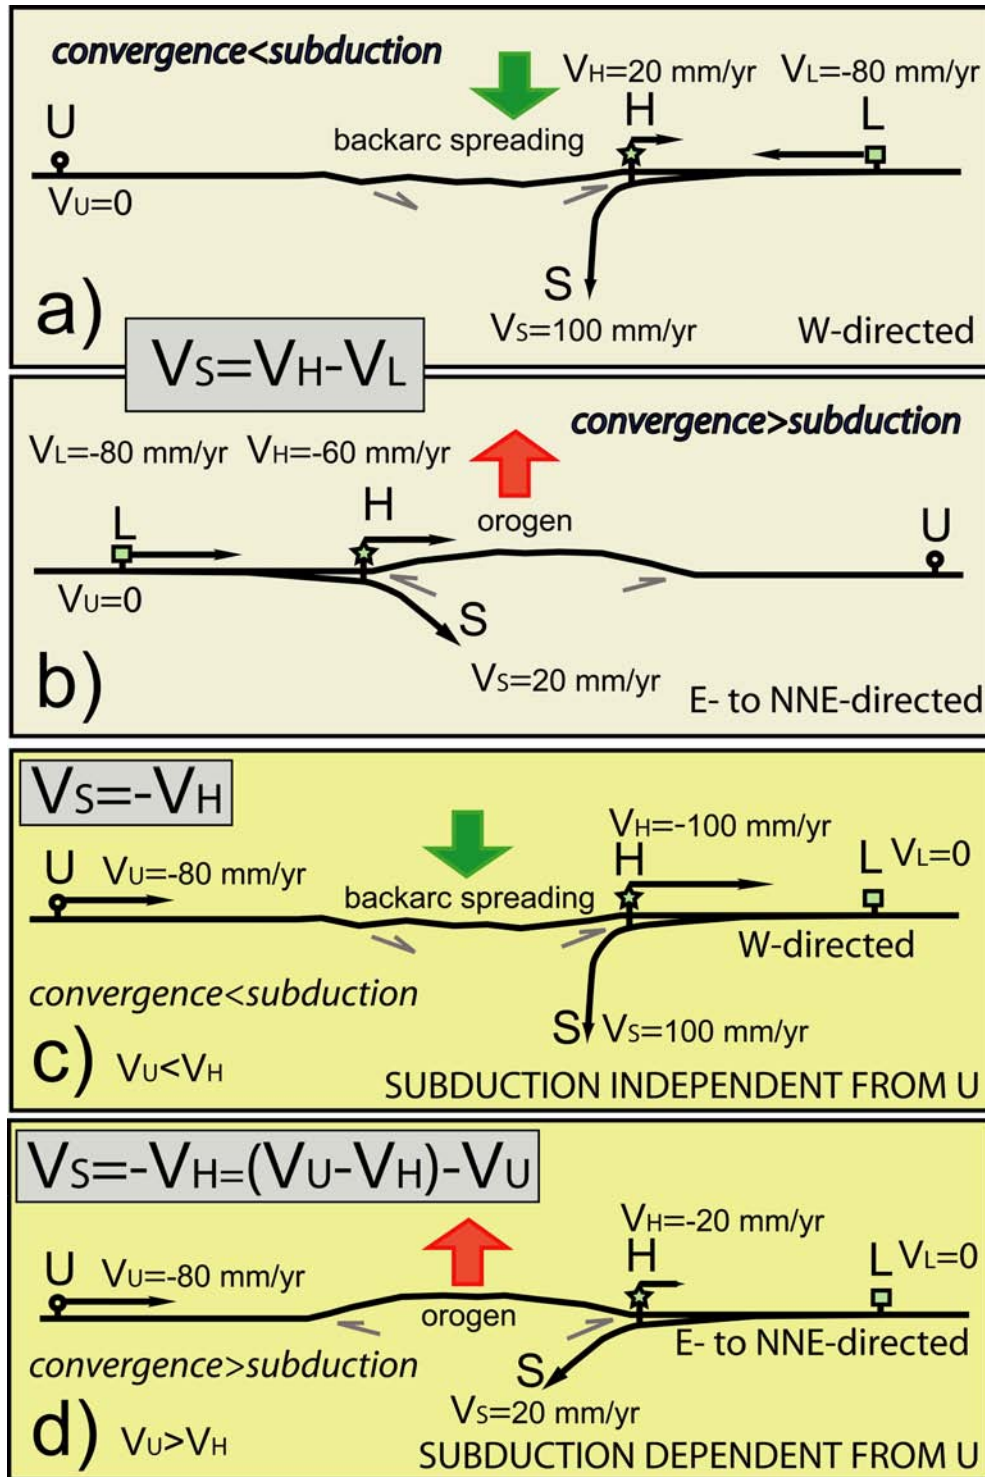 convergence<subduction
VH=20 mm/yr VL=-80 mm/yr
U H L
backarc spreading
VU=0
S
VS=100 mm/yr
a) W-directed
VS=VH-VL
convergence>subduction
VL=-80 mm/yr VH=-60 mm/yr
L H U
orogen
VU=0
S
VS=20 mm/yr
b) E- to NNE-directed
VS=-VH
VH=-100 mm/yr
U VU=-80 mm/yr H L VL=0
backarc spreading
W-directed
convergence<subduction
S VS=100 mm/yr
c) VU<VH
SUBDUCTION INDEPENDENT FROM U
VS=-VH=(VU-VH)-VU
VH=-20 mm/yr
U VU=-80 mm/yr H L VL=0
orogen
E- to NNE-directed
convergence>subduction
S
VS=20 mm/yr
d) VU>VH
SUBDUCTION DEPENDENT FROM U